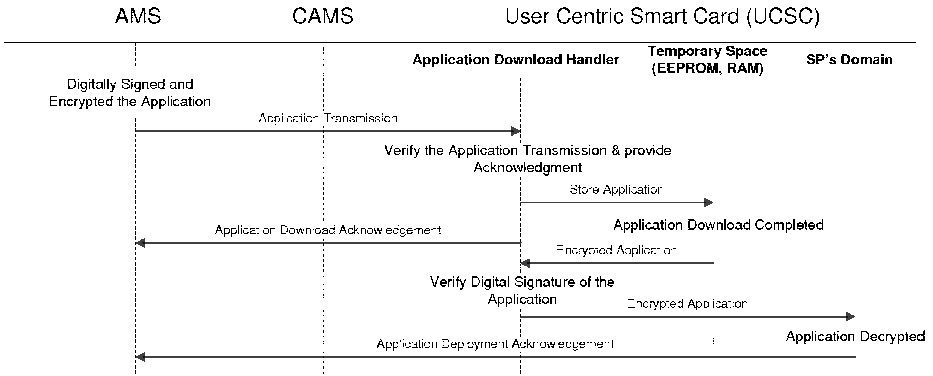 AMS CAMS User Centric Smart Card (UCSC)
Application Download Handler
Temporary Space
(EEPROM, RAM)
SP's Domain
Digitally Signed and
Encrypted the Application
Application Transmission
Verify the Application Transmission & provide
Acknowledgment
Store Application
Application Download Completed
Application Download Acknowledgement
Encrypted Application
Verify Digital Signature of the
Application
Encrypted Application
Application Decrypted
Application Deployment Acknowledgement